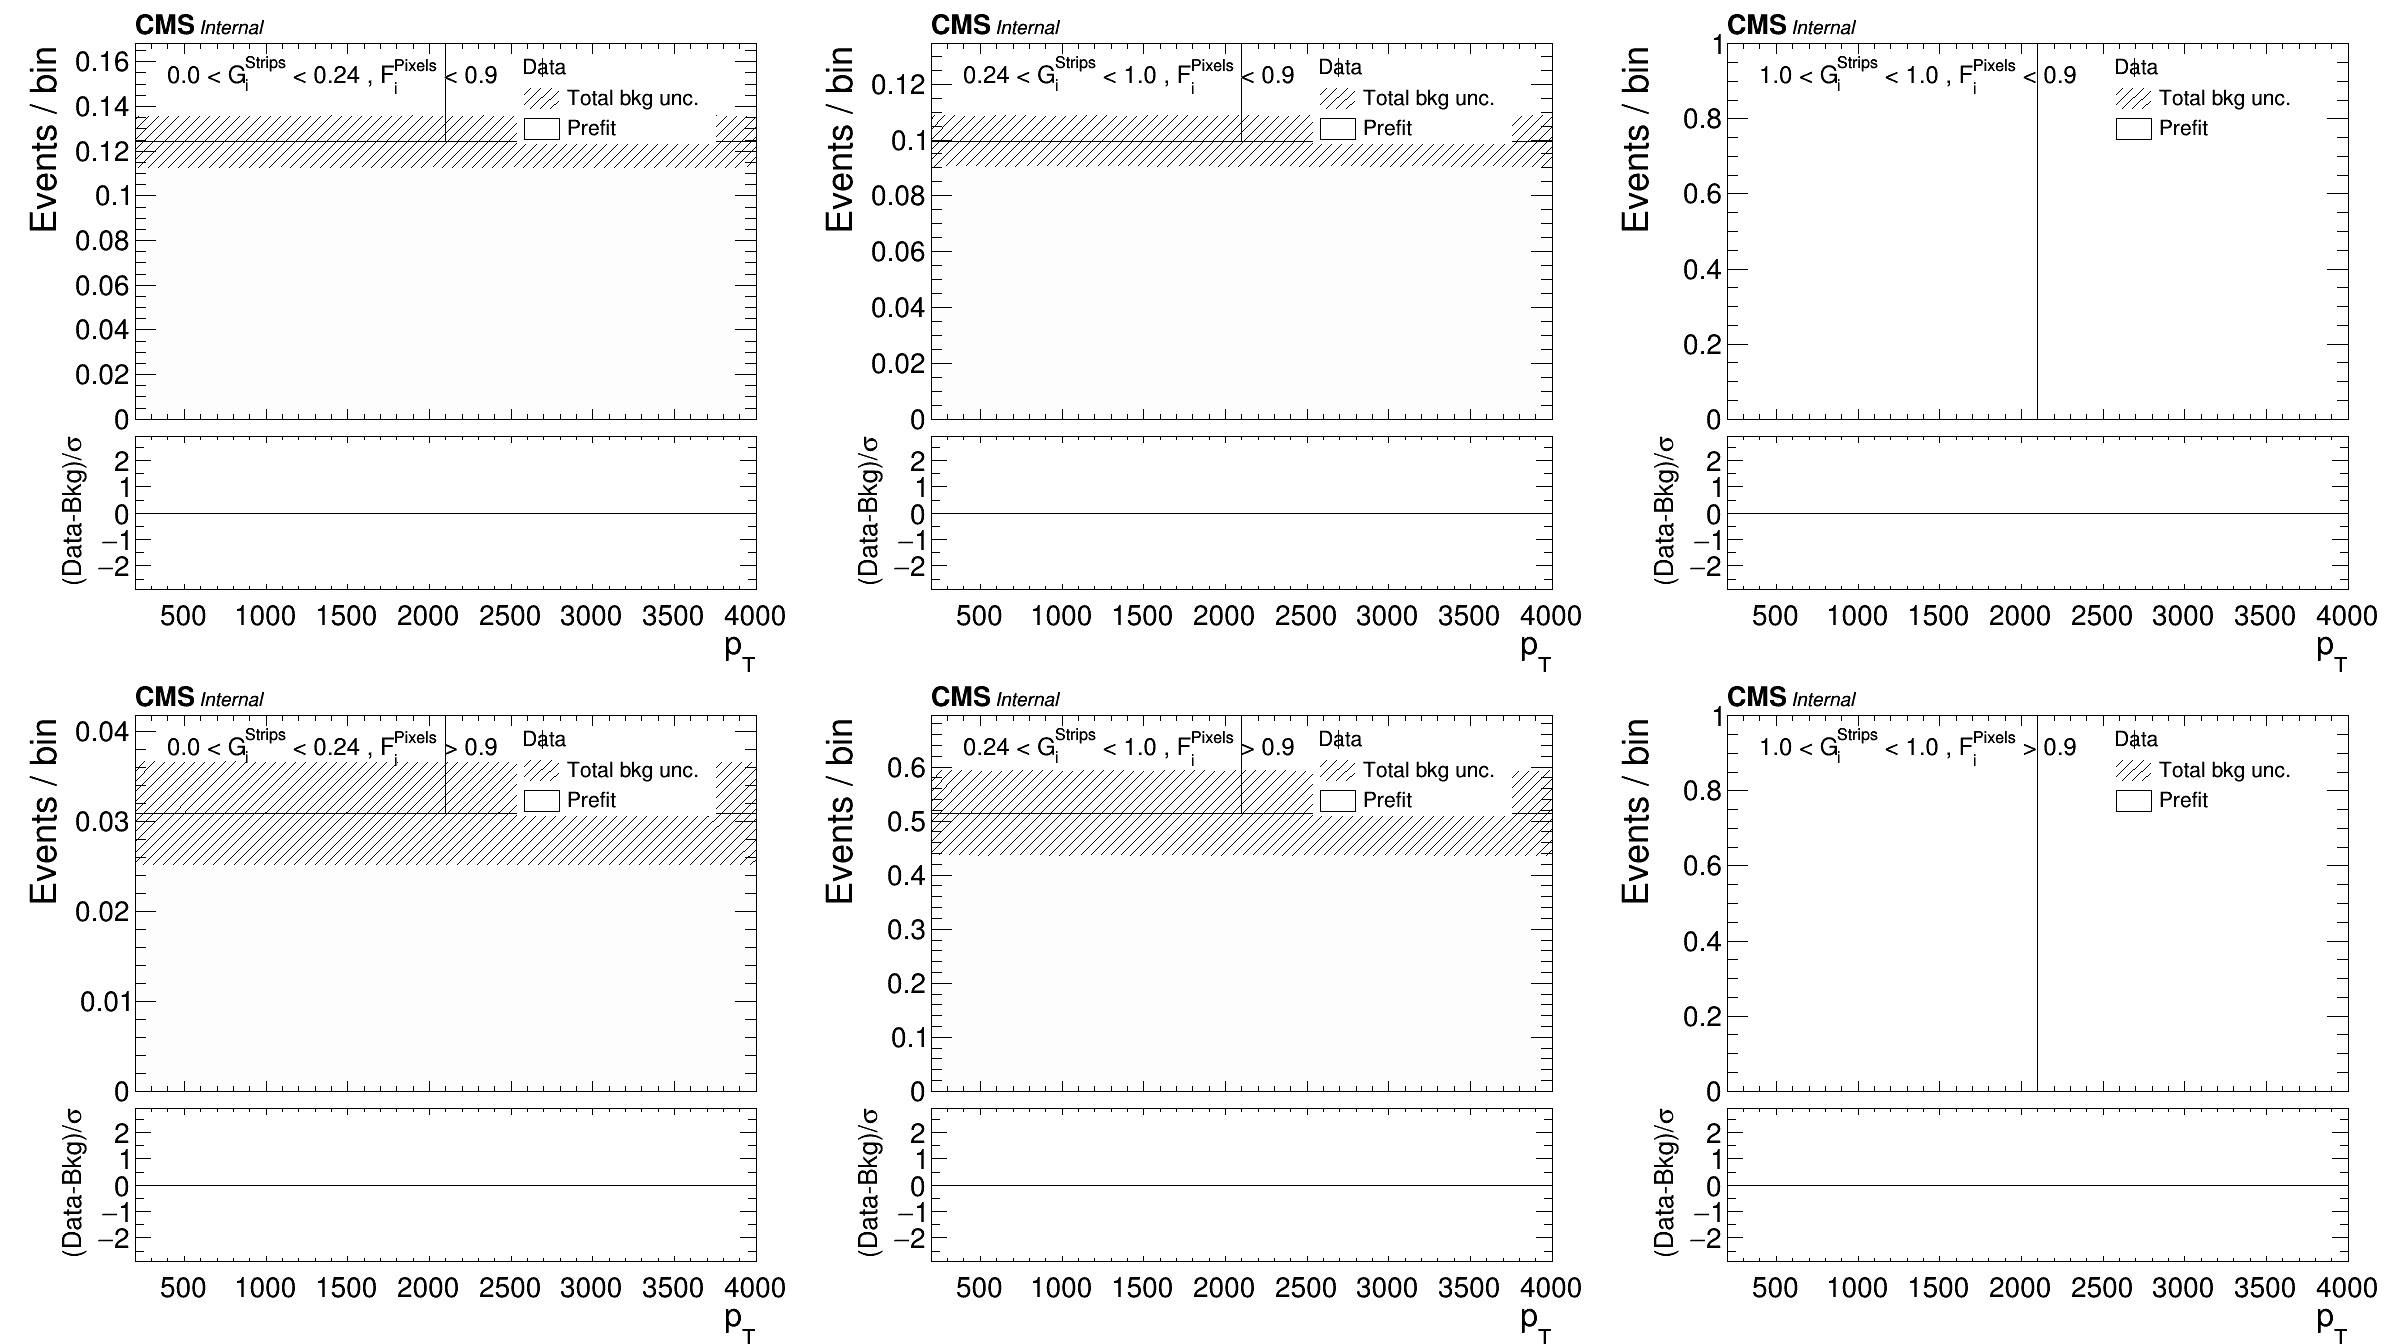 CMS Internal
Events / bin
0.0 < G_i^Strips < 0.24 , F_i^Pixels < 0.9
Data
Total bkg unc.
Prefit
0.16
0.14
0.12
0.1
0.08
0.06
0.04
0.02
0
(Data-Bkg)/σ
2
1
0
−1
−2
500 1000 1500 2000 2500 3000 3500 4000
p_T
CMS Internal
Events / bin
0.24 < G_i^Strips < 1.0 , F_i^Pixels < 0.9
Data
Total bkg unc.
Prefit
0.12
0.1
0.08
0.06
0.04
0.02
0
(Data-Bkg)/σ
2
1
0
−1
−2
500 1000 1500 2000 2500 3000 3500 4000
p_T
CMS Internal
Events / bin
1.0 < G_i^Strips < 1.0 , F_i^Pixels < 0.9
Data
Total bkg unc.
Prefit
1
0.8
0.6
0.4
0.2
0
(Data-Bkg)/σ
2
1
0
−1
−2
500 1000 1500 2000 2500 3000 3500 4000
p_T
CMS Internal
Events / bin
0.0 < G_i^Strips < 0.24 , F_i^Pixels > 0.9
Data
Total bkg unc.
Prefit
0.04
0.03
0.02
0.01
0
(Data-Bkg)/σ
2
1
0
−1
−2
500 1000 1500 2000 2500 3000 3500 4000
p_T
CMS Internal
Events / bin
0.24 < G_i^Strips < 1.0 , F_i^Pixels > 0.9
Data
Total bkg unc.
Prefit
0.6
0.5
0.4
0.3
0.2
0.1
0
(Data-Bkg)/σ
2
1
0
−1
−2
500 1000 1500 2000 2500 3000 3500 4000
p_T
CMS Internal
Events / bin
1.0 < G_i^Strips < 1.0 , F_i^Pixels > 0.9
Data
Total bkg unc.
Prefit
1
0.8
0.6
0.4
0.2
0
(Data-Bkg)/σ
2
1
0
−1
−2
500 1000 1500 2000 2500 3000 3500 4000
p_T